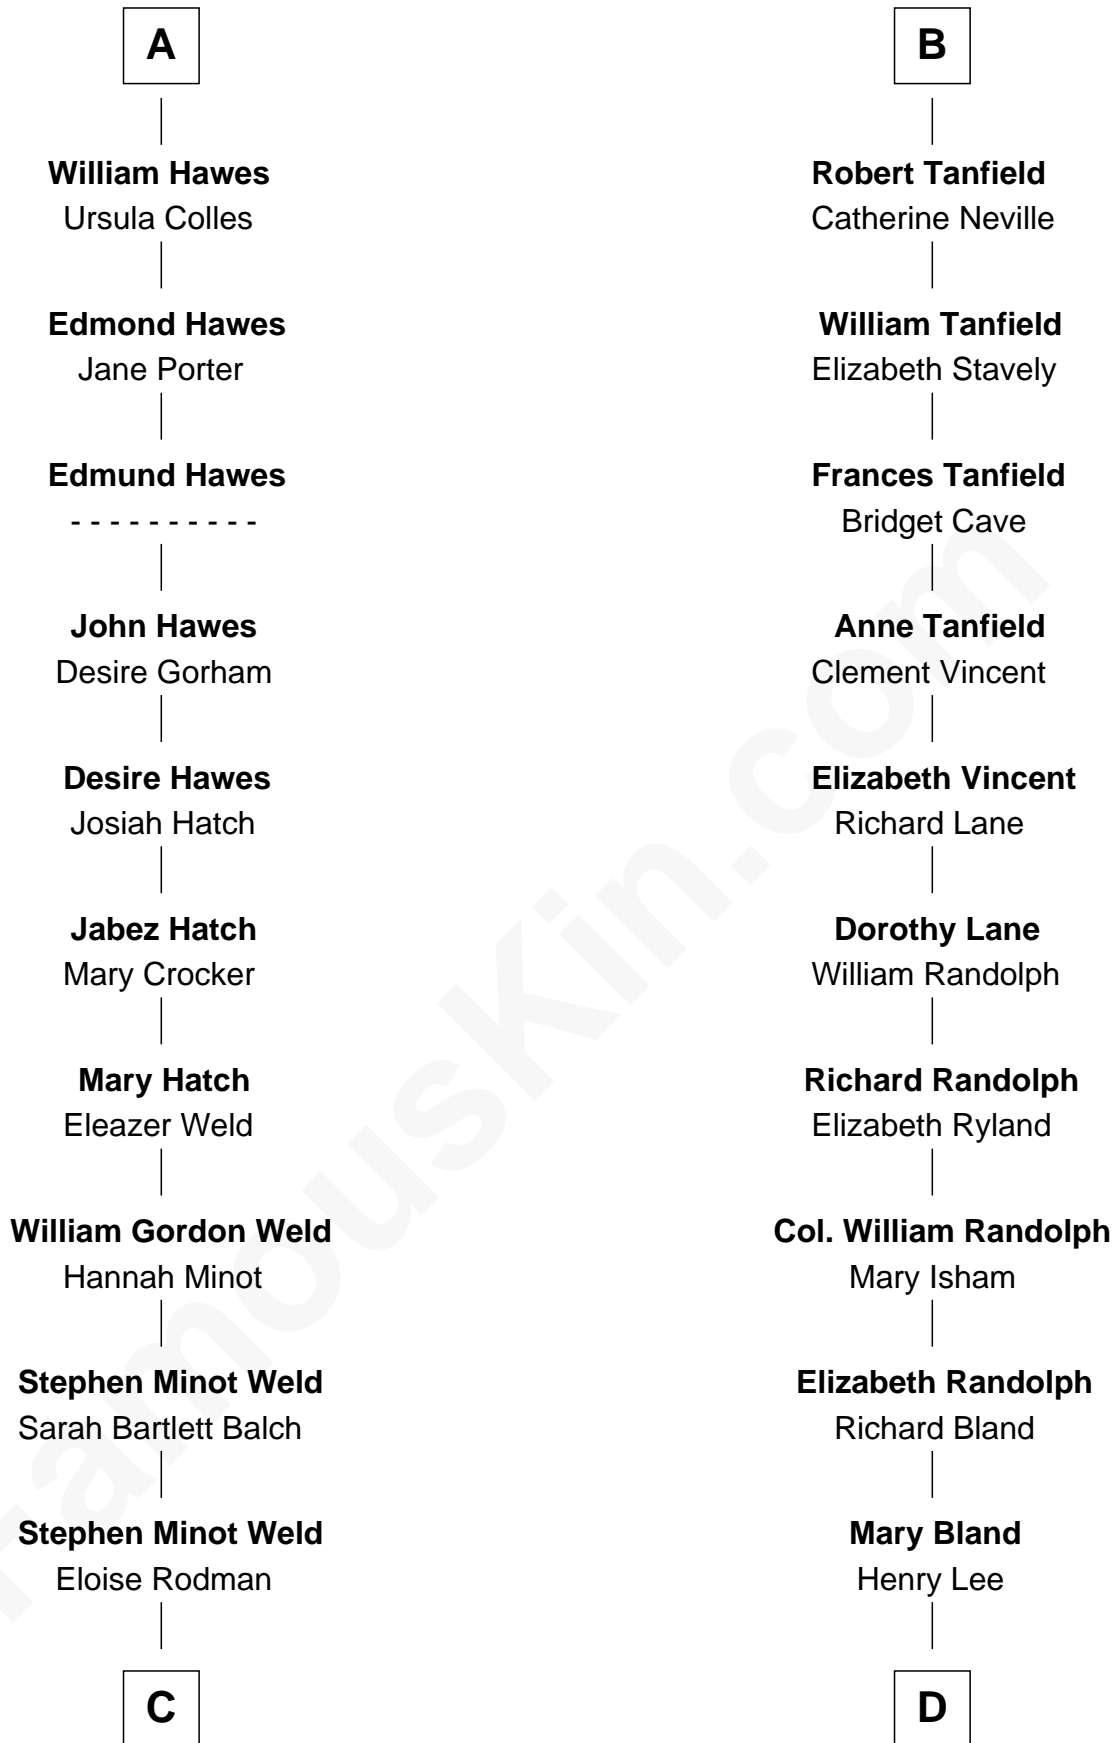 A
William Hawes
Ursula Colles
Edmond Hawes
Jane Porter
Edmund Hawes
- - - - - - - - - -
John Hawes
Desire Gorham
Desire Hawes
Josiah Hatch
Jabez Hatch
Mary Crocker
Mary Hatch
Eleazer Weld
William Gordon Weld
Hannah Minot
Stephen Minot Weld
Sarah Bartlett Balch
Stephen Minot Weld
Eloise Rodman
C
B
Robert Tanfield
Catherine Neville
William Tanfield
Elizabeth Stavely
Frances Tanfield
Bridget Cave
Anne Tanfield
Clement Vincent
Elizabeth Vincent
Richard Lane
Dorothy Lane
William Randolph
Richard Randolph
Elizabeth Ryland
Col. William Randolph
Mary Isham
Elizabeth Randolph
Richard Bland
Mary Bland
Henry Lee
D
FamousKin.com